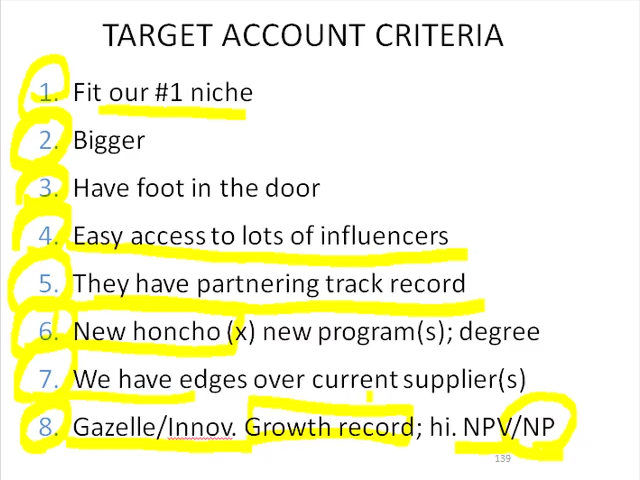 TARGET ACCOUNT CRITERIA
1. Fit our #1 niche
2. Bigger
3. Have foot in the door
4. Easy access to lots of influencers
5. They have partnering track record
6. New honcho (x) new program(s); degree
7. We have edges over current supplier(s)
8. Gazelle/Innov. Growth record; hi. NPV/NP
139